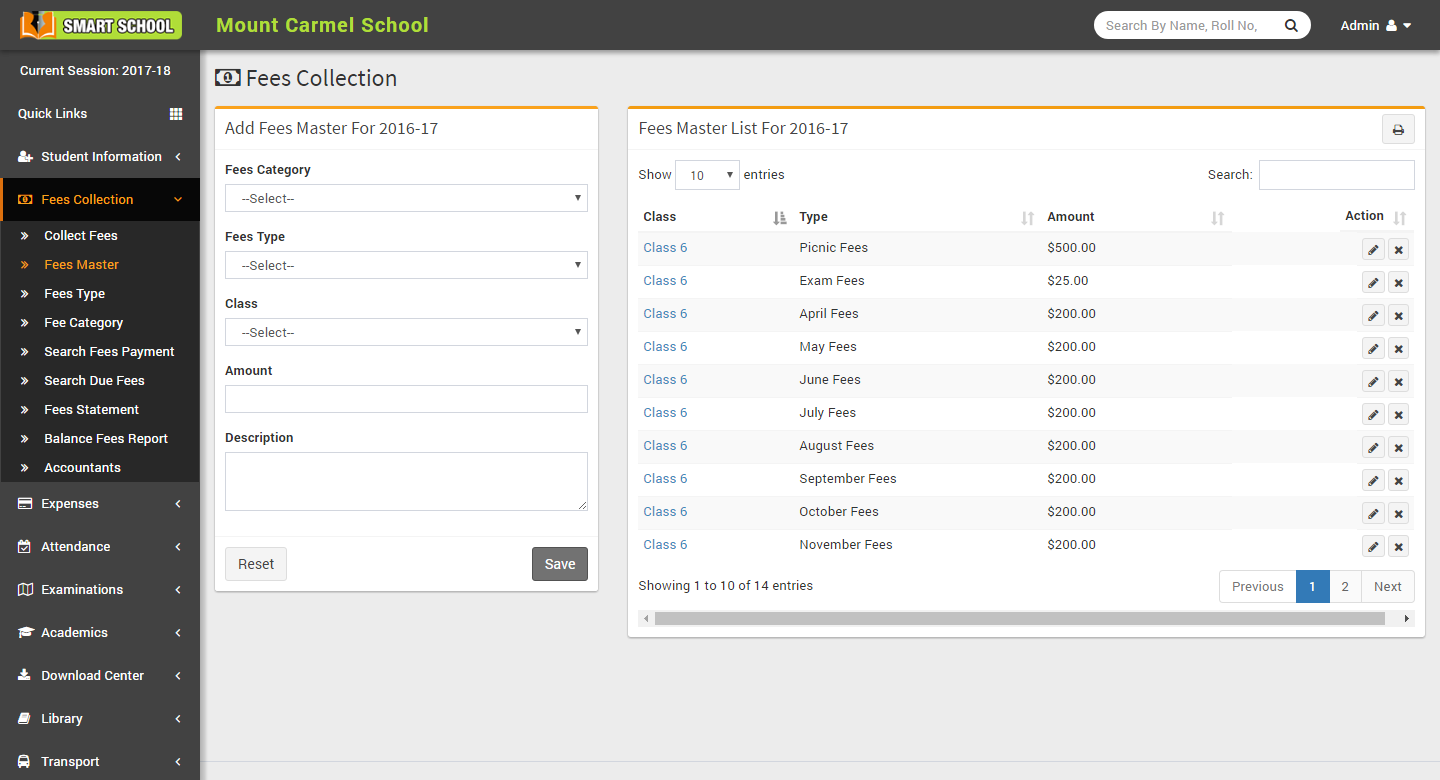 SMART SCHOOL
Mount Carmel School
Search By Name, Roll No,
Admin
Current Session: 2017-18
Quick Links
Student Information
Fees Collection
Collect Fees
Fees Master
Fees Type
Fee Category
Search Fees Payment
Search Due Fees
Fees Statement
Balance Fees Report
Accountants
Expenses
Attendance
Examinations
Academics
Download Center
Library
Transport
Fees Collection
Add Fees Master For 2016-17
Fees Category
--Select--
Fees Type
--Select--
Class
--Select--
Amount
Description
Reset Save
Fees Master List For 2016-17
Show 10 entries Search:
Class Type Amount Action
Class 6 Picnic Fees $500.00
Class 6 Exam Fees $25.00
Class 6 April Fees $200.00
Class 6 May Fees $200.00
Class 6 June Fees $200.00
Class 6 July Fees $200.00
Class 6 August Fees $200.00
Class 6 September Fees $200.00
Class 6 October Fees $200.00
Class 6 November Fees $200.00
Showing 1 to 10 of 14 entries Previous 1 2 Next